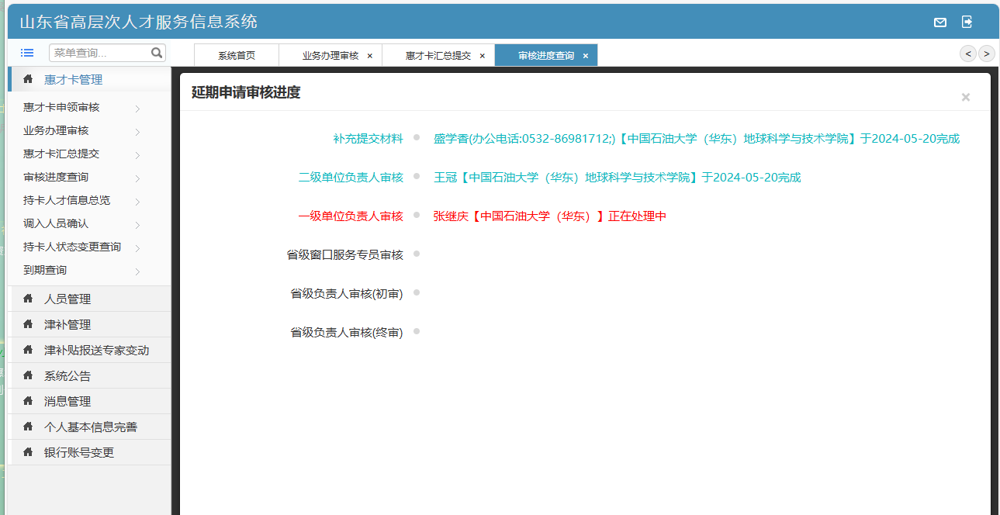 山东省高层次人才服务信息系统
菜单查询...
系统首页
业务办理审核 ×
惠才卡汇总提交 ×
审核进度查询 ×
< >
惠才卡管理
惠才卡申领审核
业务办理审核
惠才卡汇总提交
审核进度查询
持卡人才信息总览
调入人员确认
持卡人状态变更查询
到期查询
人员管理
津补管理
津补贴报送专家变动
系统公告
消息管理
个人基本信息完善
银行账号变更
延期申请审核进度
×
补充提交材料 盛学香(办公电话:0532-86981712;)【中国石油大学（华东）地球科学与技术学院】于2024-05-20完成
二级单位负责人审核 王冠【中国石油大学（华东）地球科学与技术学院】于2024-05-20完成
一级单位负责人审核 张继庆【中国石油大学（华东）】正在处理中
省级窗口服务专员审核
省级负责人审核(初审)
省级负责人审核(终审)